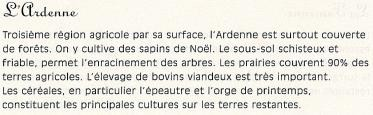 L'Ardenne
Troisième région agricole par sa surface, l'Ardenne est surtout couverte
de forêts. On y cultive des sapins de Noël. Le sous-sol schisteux et
friable, permet l'enracinement des arbres. Les prairies couvrent 90% des
terres agricoles. L'élevage de bovins viandeux est très important.
Les céréales, en particulier l'épeautre et l'orge de printemps,
constituent les principales cultures sur les terres restantes.